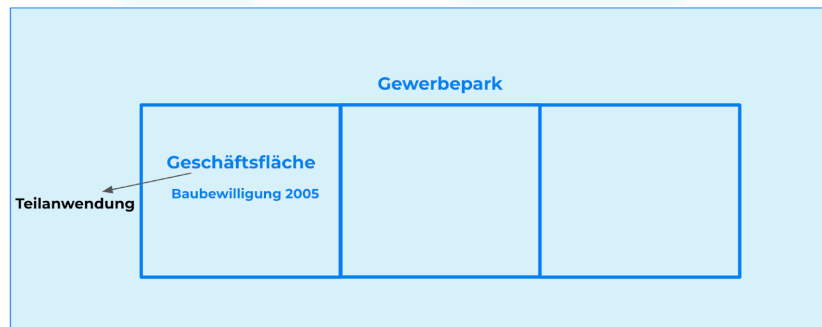 Gewerbepark
Geschäftsfläche
Baubewilligung 2005
Teilanwendung